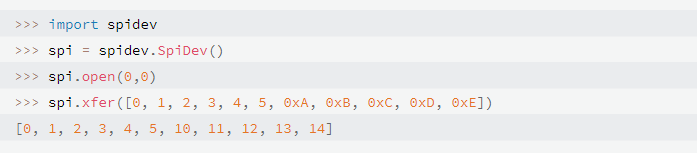 >>> import spidev
>>> spi = spidev.SpiDev()
>>> spi.open(0,0)
>>> spi.xfer([0, 1, 2, 3, 4, 5, 0xA, 0xB, 0xC, 0xD, 0xE])
[0, 1, 2, 3, 4, 5, 10, 11, 12, 13, 14]